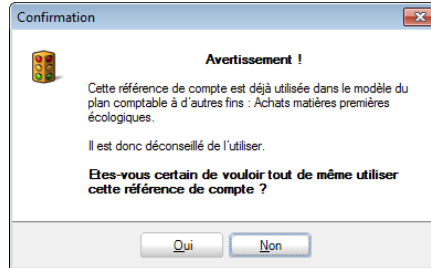 Confirmation
Avertissement !
Cette référence de compte est déjà utilisée dans le modèle du
plan comptable à d'autres fins : Achats matières premières
écologiques.
Il est donc déconseillé de l'utiliser.
Etes-vous certain de vouloir tout de même utiliser
cette référence de compte ?
Oui
Non